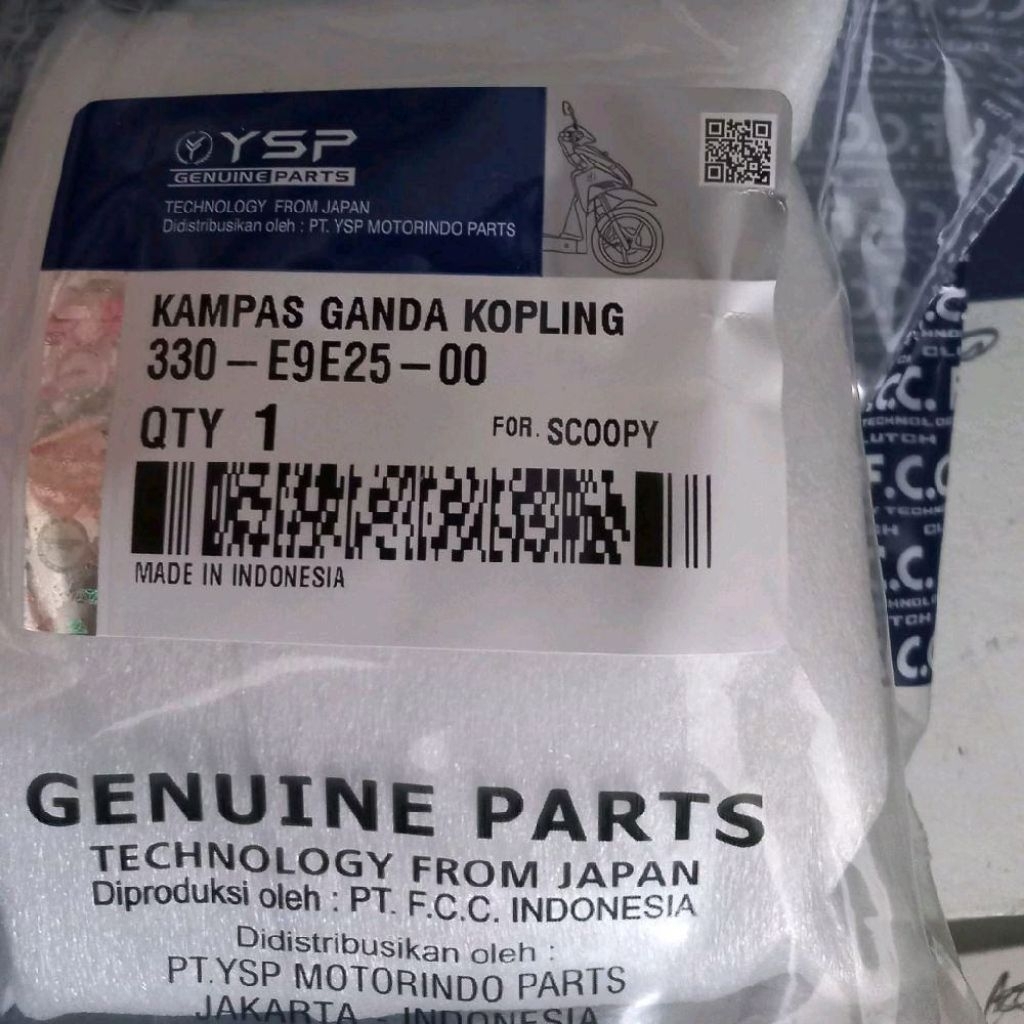 YSP
GENUINE PARTS
TECHNOLOGY FROM JAPAN
Didistribusikan oleh : PT. YSP MOTORINDO PARTS
KAMPAS GANDA KOPLING
330 – E9E25 – 00
QTY 1
FOR. SCOOPY
MADE IN INDONESIA
GENUINE PARTS
TECHNOLOGY FROM JAPAN
Diproduksi oleh : PT. F.C.C. INDONESIA
Didistribusikan oleh :
PT.YSP MOTORINDO PARTS
JAKARTA - INDONESIA